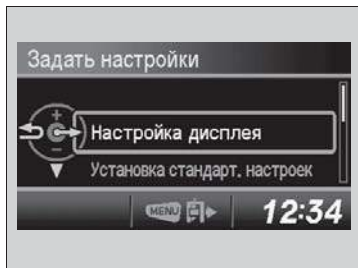 Задать настройки
+
Настройка дисплея
−
Установка стандарт. настроек
MENU
12:34